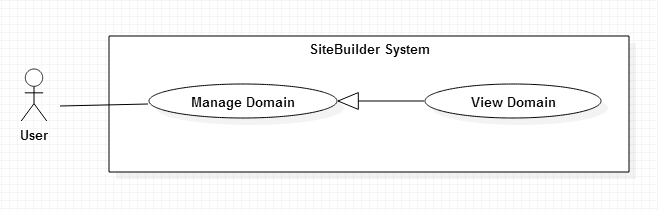 SiteBuilder System
Manage Domain
View Domain
User